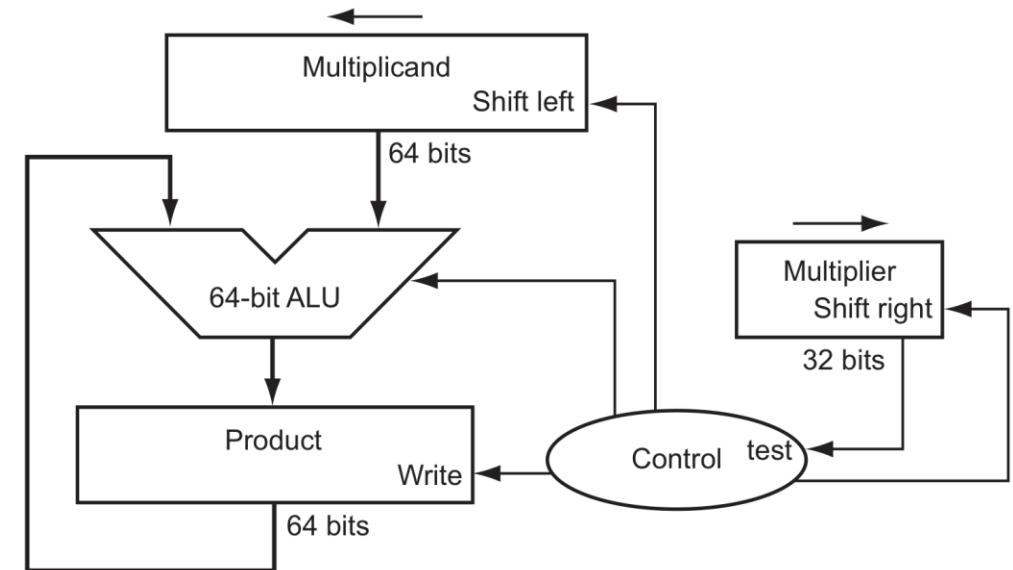 Multiplicand
Shift left
64 bits
64-bit ALU
Multiplier
Shift right
32 bits
Product
Write
Control
test
64 bits